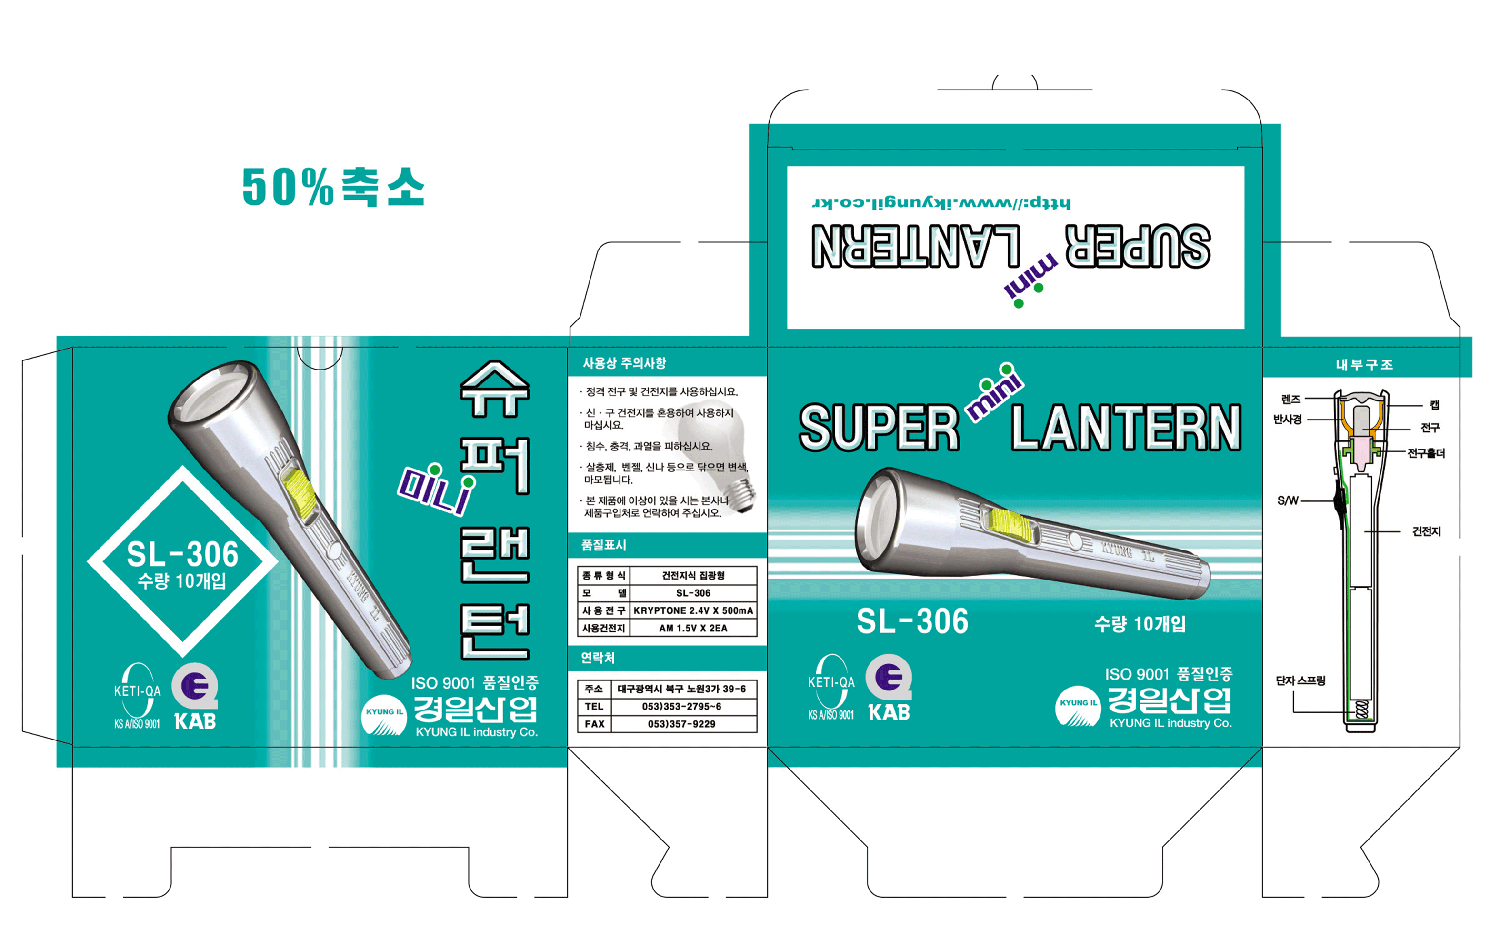 50%축소
http://www.ikyungil.co.kr
SUPER mini LANTERN
슈퍼 미니 랜턴
SL-306
수량 10개입
KETI-QA
KS A/ISO 9001
KAB
ISO 9001 품질인증
KYUNG IL
경일산업
KYUNG IL industry Co.
KYUNG IL
사용상 주의사항
· 정격 전구 및 건전지를 사용하십시요.
· 신 · 구 건전지를 혼용하여 사용하지
마십시요.
· 침수, 충격, 과열을 피하십시요.
· 살충제, 벤젤, 신나 등으로 닦으면 변색,
마모됩니다.
· 본 제품에 이상이 있을 시는 본사나
제품구입처로 연락하여 주십시오.
품질표시
종류형식 건전지식 집광형
모 델 SL-306
사용전구 KRYPTONE 2.4V X 500mA
사용건전지 AM 1.5V X 2EA
연락처
주소 대구광역시 북구 노원3가 39-6
TEL 053)353-2795~6
FAX 053)357-9229
SUPER mini LANTERN
KYUNG IL
SL-306
수량 10개입
KETI-QA
KS A/ISO 9001
KAB
ISO 9001 품질인증
KYUNG IL
경일산업
KYUNG IL industry Co.
내부구조
렌즈
캡
반사경
전구
전구홀더
S/W
건전지
단자 스프링